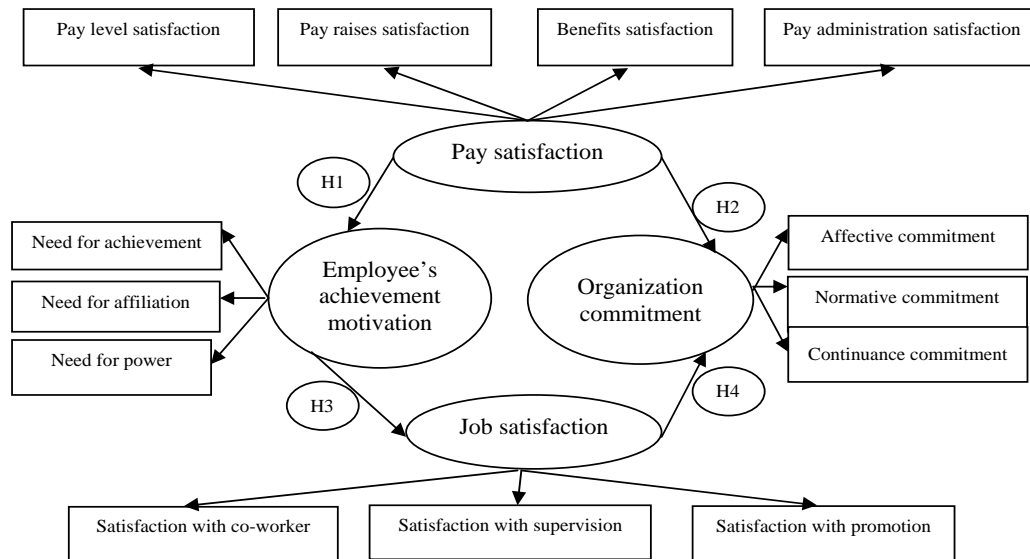 Pay level satisfaction
Pay raises satisfaction
Benefits satisfaction
Pay administration satisfaction
Pay satisfaction
H1
H2
Need for achievement
Need for affiliation
Need for power
Employee’s
achievement
motivation
Organization
commitment
Affective commitment
Normative commitment
Continuance commitment
H3
H4
Job satisfaction
Satisfaction with co-worker
Satisfaction with supervision
Satisfaction with promotion